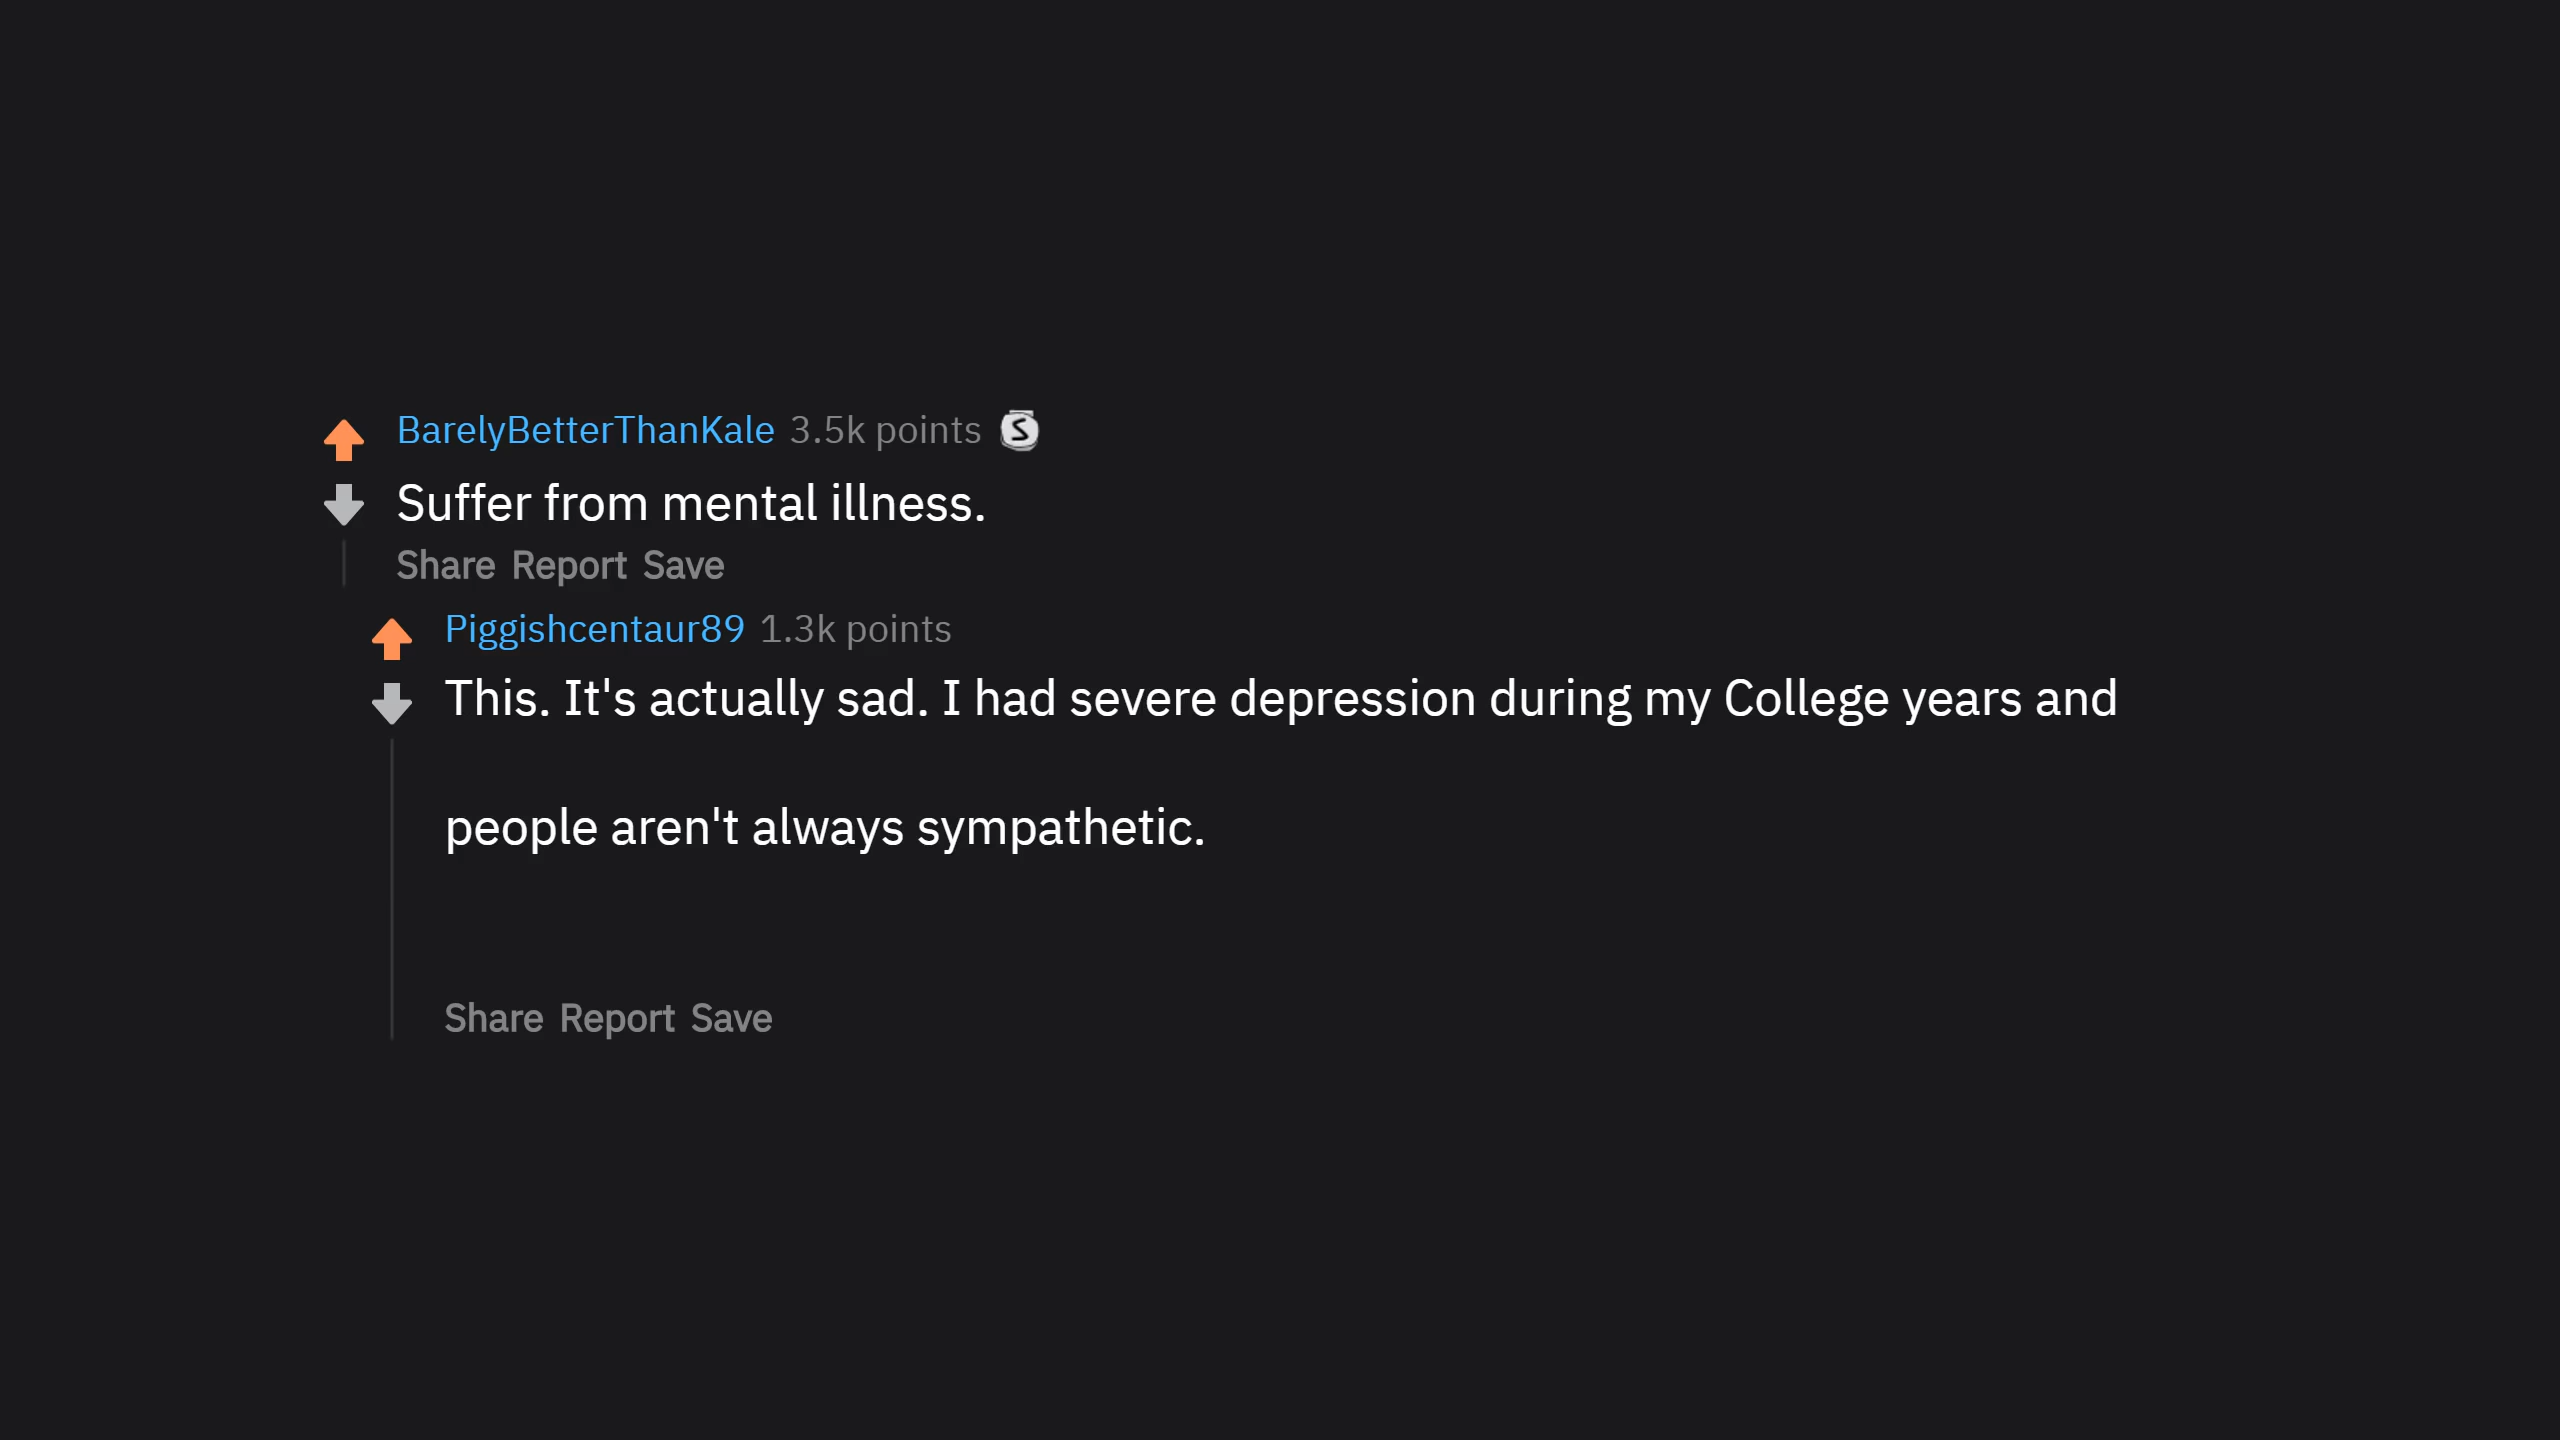 BarelyBetterThanKale 3.5k points S
Suffer from mental illness.
Share Report Save
Piggishcentaur89 1.3k points
This. It's actually sad. I had severe depression during my College years and
people aren't always sympathetic.
Share Report Save